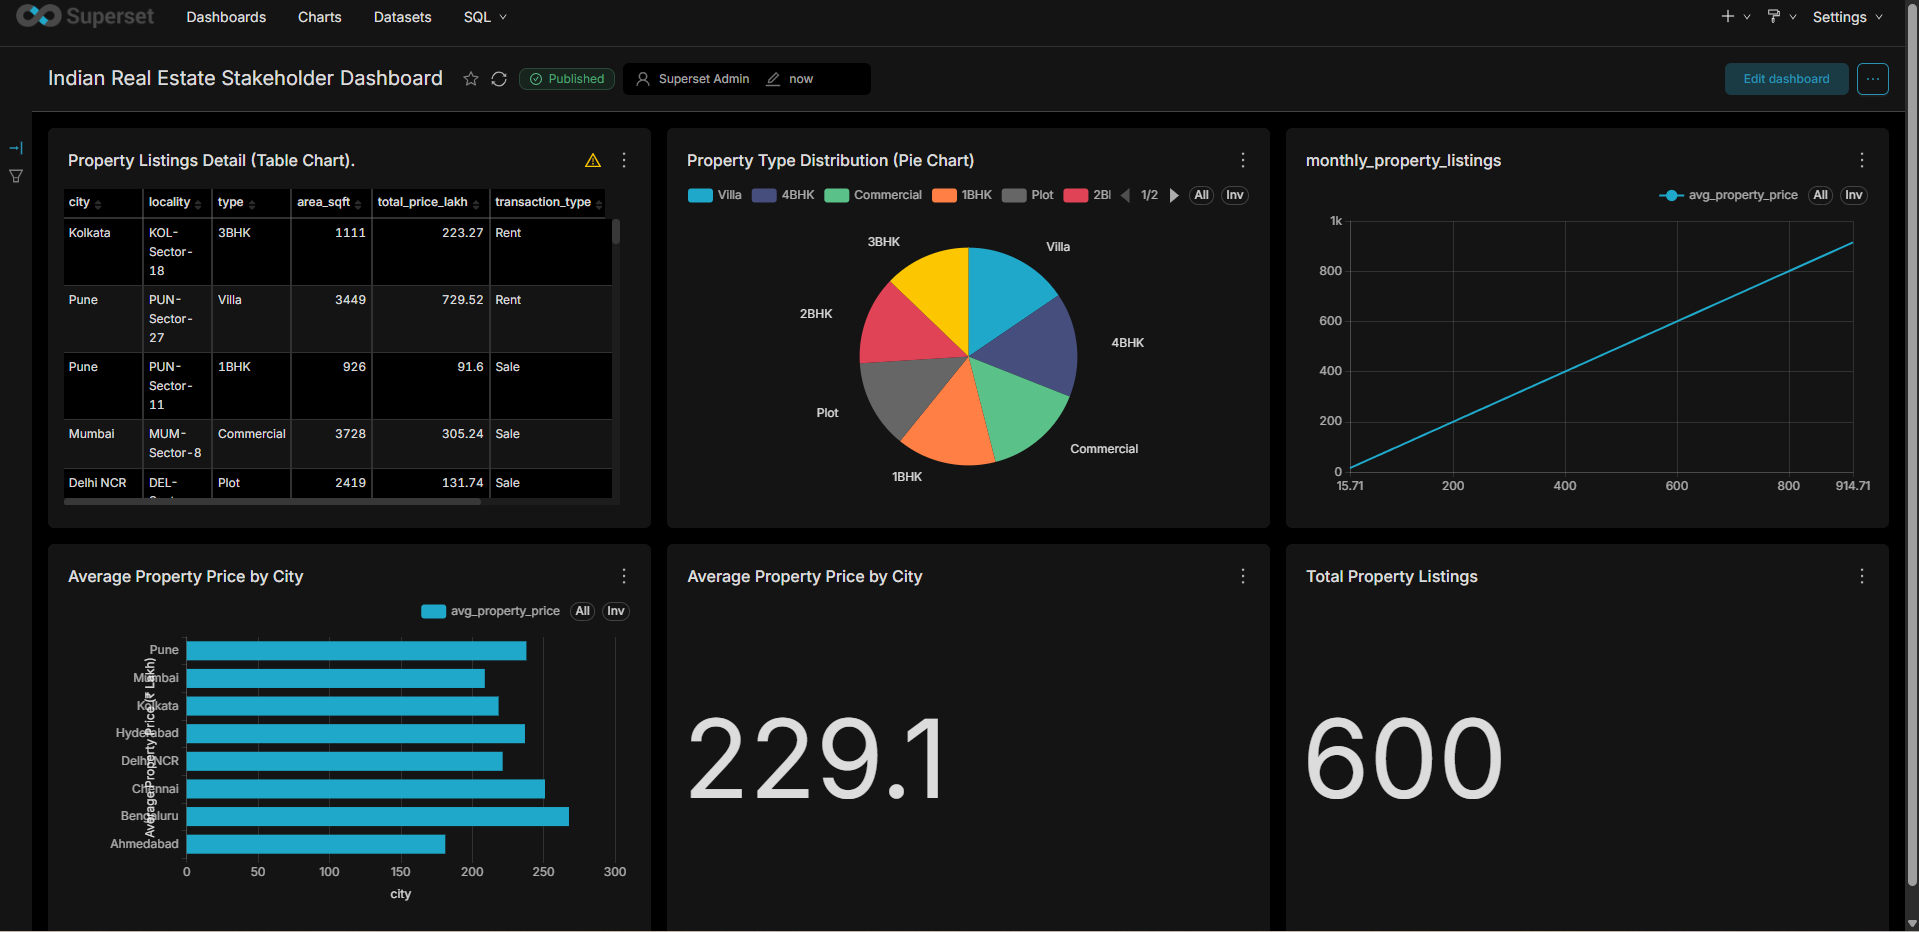 Superset Dashboards Charts Datasets SQL Settings
Indian Real Estate Stakeholder Dashboard Published Superset Admin now Edit dashboard ...
Property Listings Detail (Table Chart).
city locality type area_sqft total_price_lakh transaction_type
Kolkata KOL-Sector-18 3BHK 1111 223.27 Rent
Pune PUN-Sector-27 Villa 3449 729.52 Rent
Pune PUN-Sector-11 1BHK 926 91.6 Sale
Mumbai MUM-Sector-8 Commercial 3728 305.24 Sale
Delhi NCR DEL- Plot 2419 131.74 Sale
Property Type Distribution (Pie Chart)
Villa 4BHK Commercial 1BHK Plot 2BI 1/2 All Inv
3BHK Villa
2BHK
4BHK
Plot
Commercial
1BHK
monthly_property_listings
avg_property_price All Inv
1k
800
600
400
200
0
15.71 200 400 600 800 914.71
Average Property Price by City
avg_property_price All Inv
Average Property Price (₹ Lakh)
Pune
Mumbai
Kolkata
Hyderabad
Delhi NCR
Chennai
Bengaluru
Ahmedabad
0 50 100 150 200 250 300
city
Average Property Price by City
229.1
Total Property Listings
600